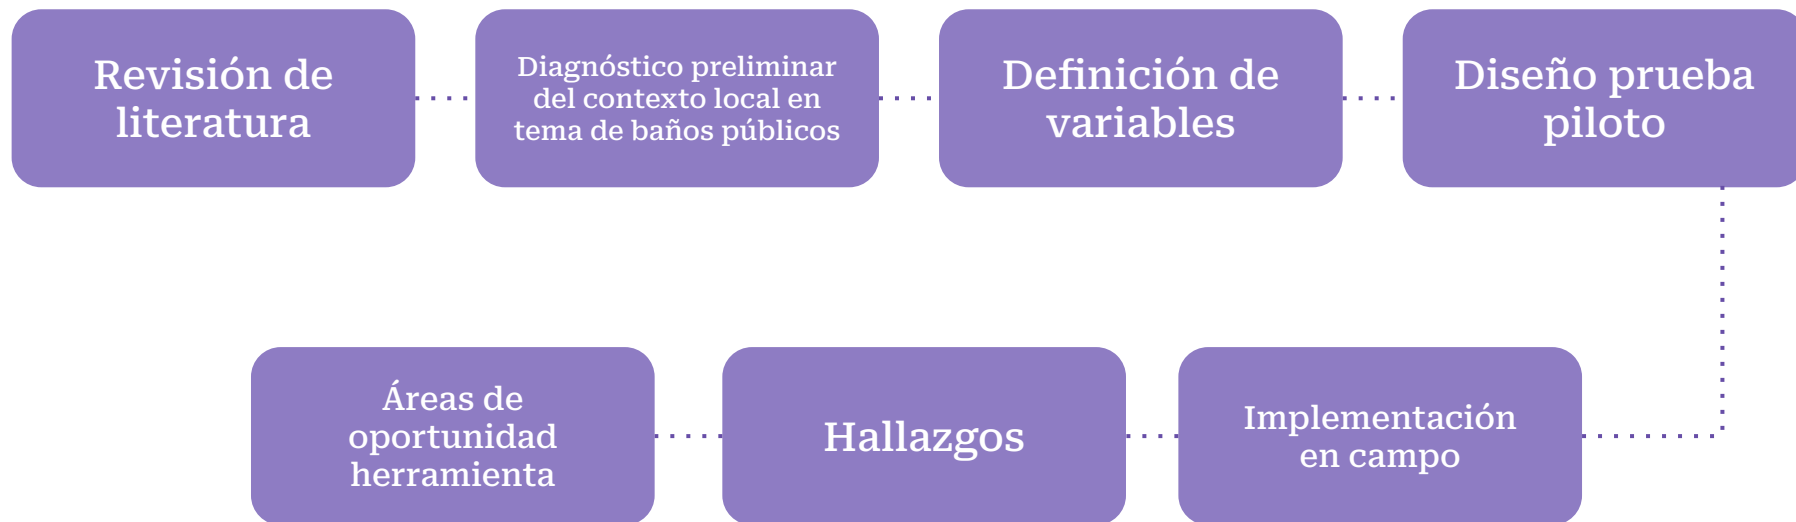 Revisión de
literatura
Diagnóstico preliminar
del contexto local en
tema de baños públicos
Definición de
variables
Diseño prueba
piloto
Áreas de
oportunidad
herramienta
Hallazgos
Implementación
en campo